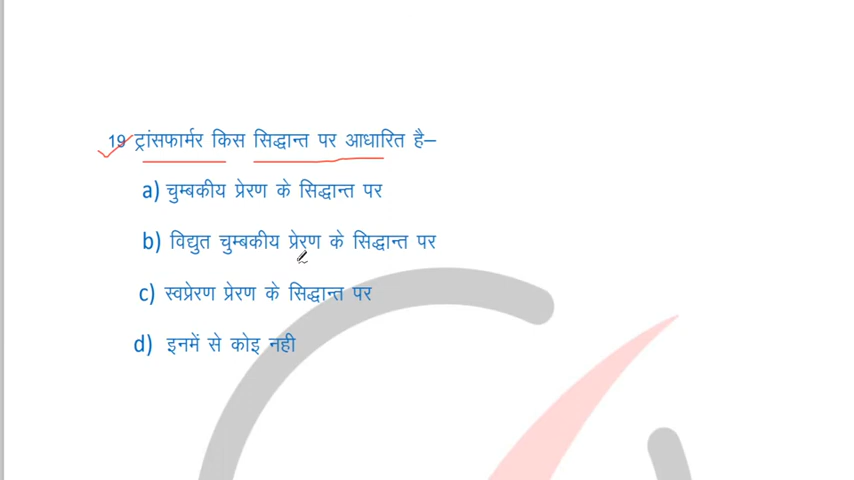 19 ट्रांसफार्मर किस सिद्धान्त पर आधारित है–
a) चुम्बकीय प्रेरण के सिद्धान्त पर
b) विद्युत चुम्बकीय प्रेरण के सिद्धान्त पर
c) स्वप्रेरण प्रेरण के सिद्धान्त पर
d) इनमें से कोइ नही